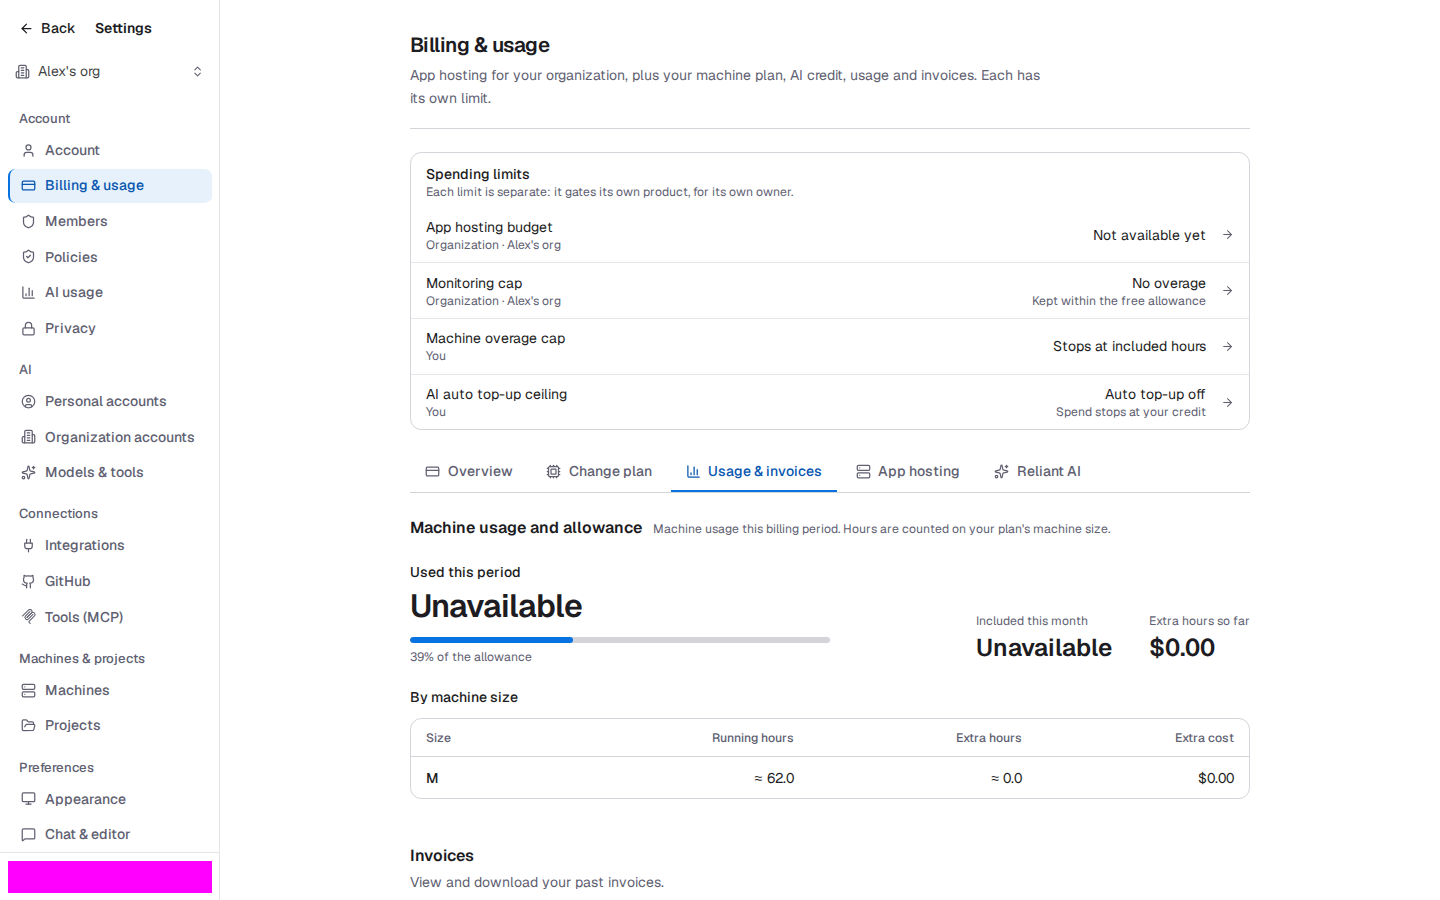 Back Settings
Alex's org
Account
Account
Billing & usage
Members
Policies
AI usage
Privacy
AI
Personal accounts
Organization accounts
Models & tools
Connections
Integrations
GitHub
Tools (MCP)
Machines & projects
Machines
Projects
Preferences
Appearance
Chat & editor
Billing & usage
App hosting for your organization, plus your machine plan, AI credit, usage and invoices. Each has
its own limit.
Spending limits
Each limit is separate: it gates its own product, for its own owner.
App hosting budget
Organization · Alex's org
Not available yet
Monitoring cap
Organization · Alex's org
No overage
Kept within the free allowance
Machine overage cap
You
Stops at included hours
AI auto top-up ceiling
You
Auto top-up off
Spend stops at your credit
Overview Change plan Usage & invoices App hosting Reliant AI
Machine usage and allowance Machine usage this billing period. Hours are counted on your plan's machine size.
Used this period
Unavailable
39% of the allowance
Included this month
Unavailable
Extra hours so far
$0.00
By machine size
Size Running hours Extra hours Extra cost
M ≈ 62.0 ≈ 0.0 $0.00
Invoices
View and download your past invoices.